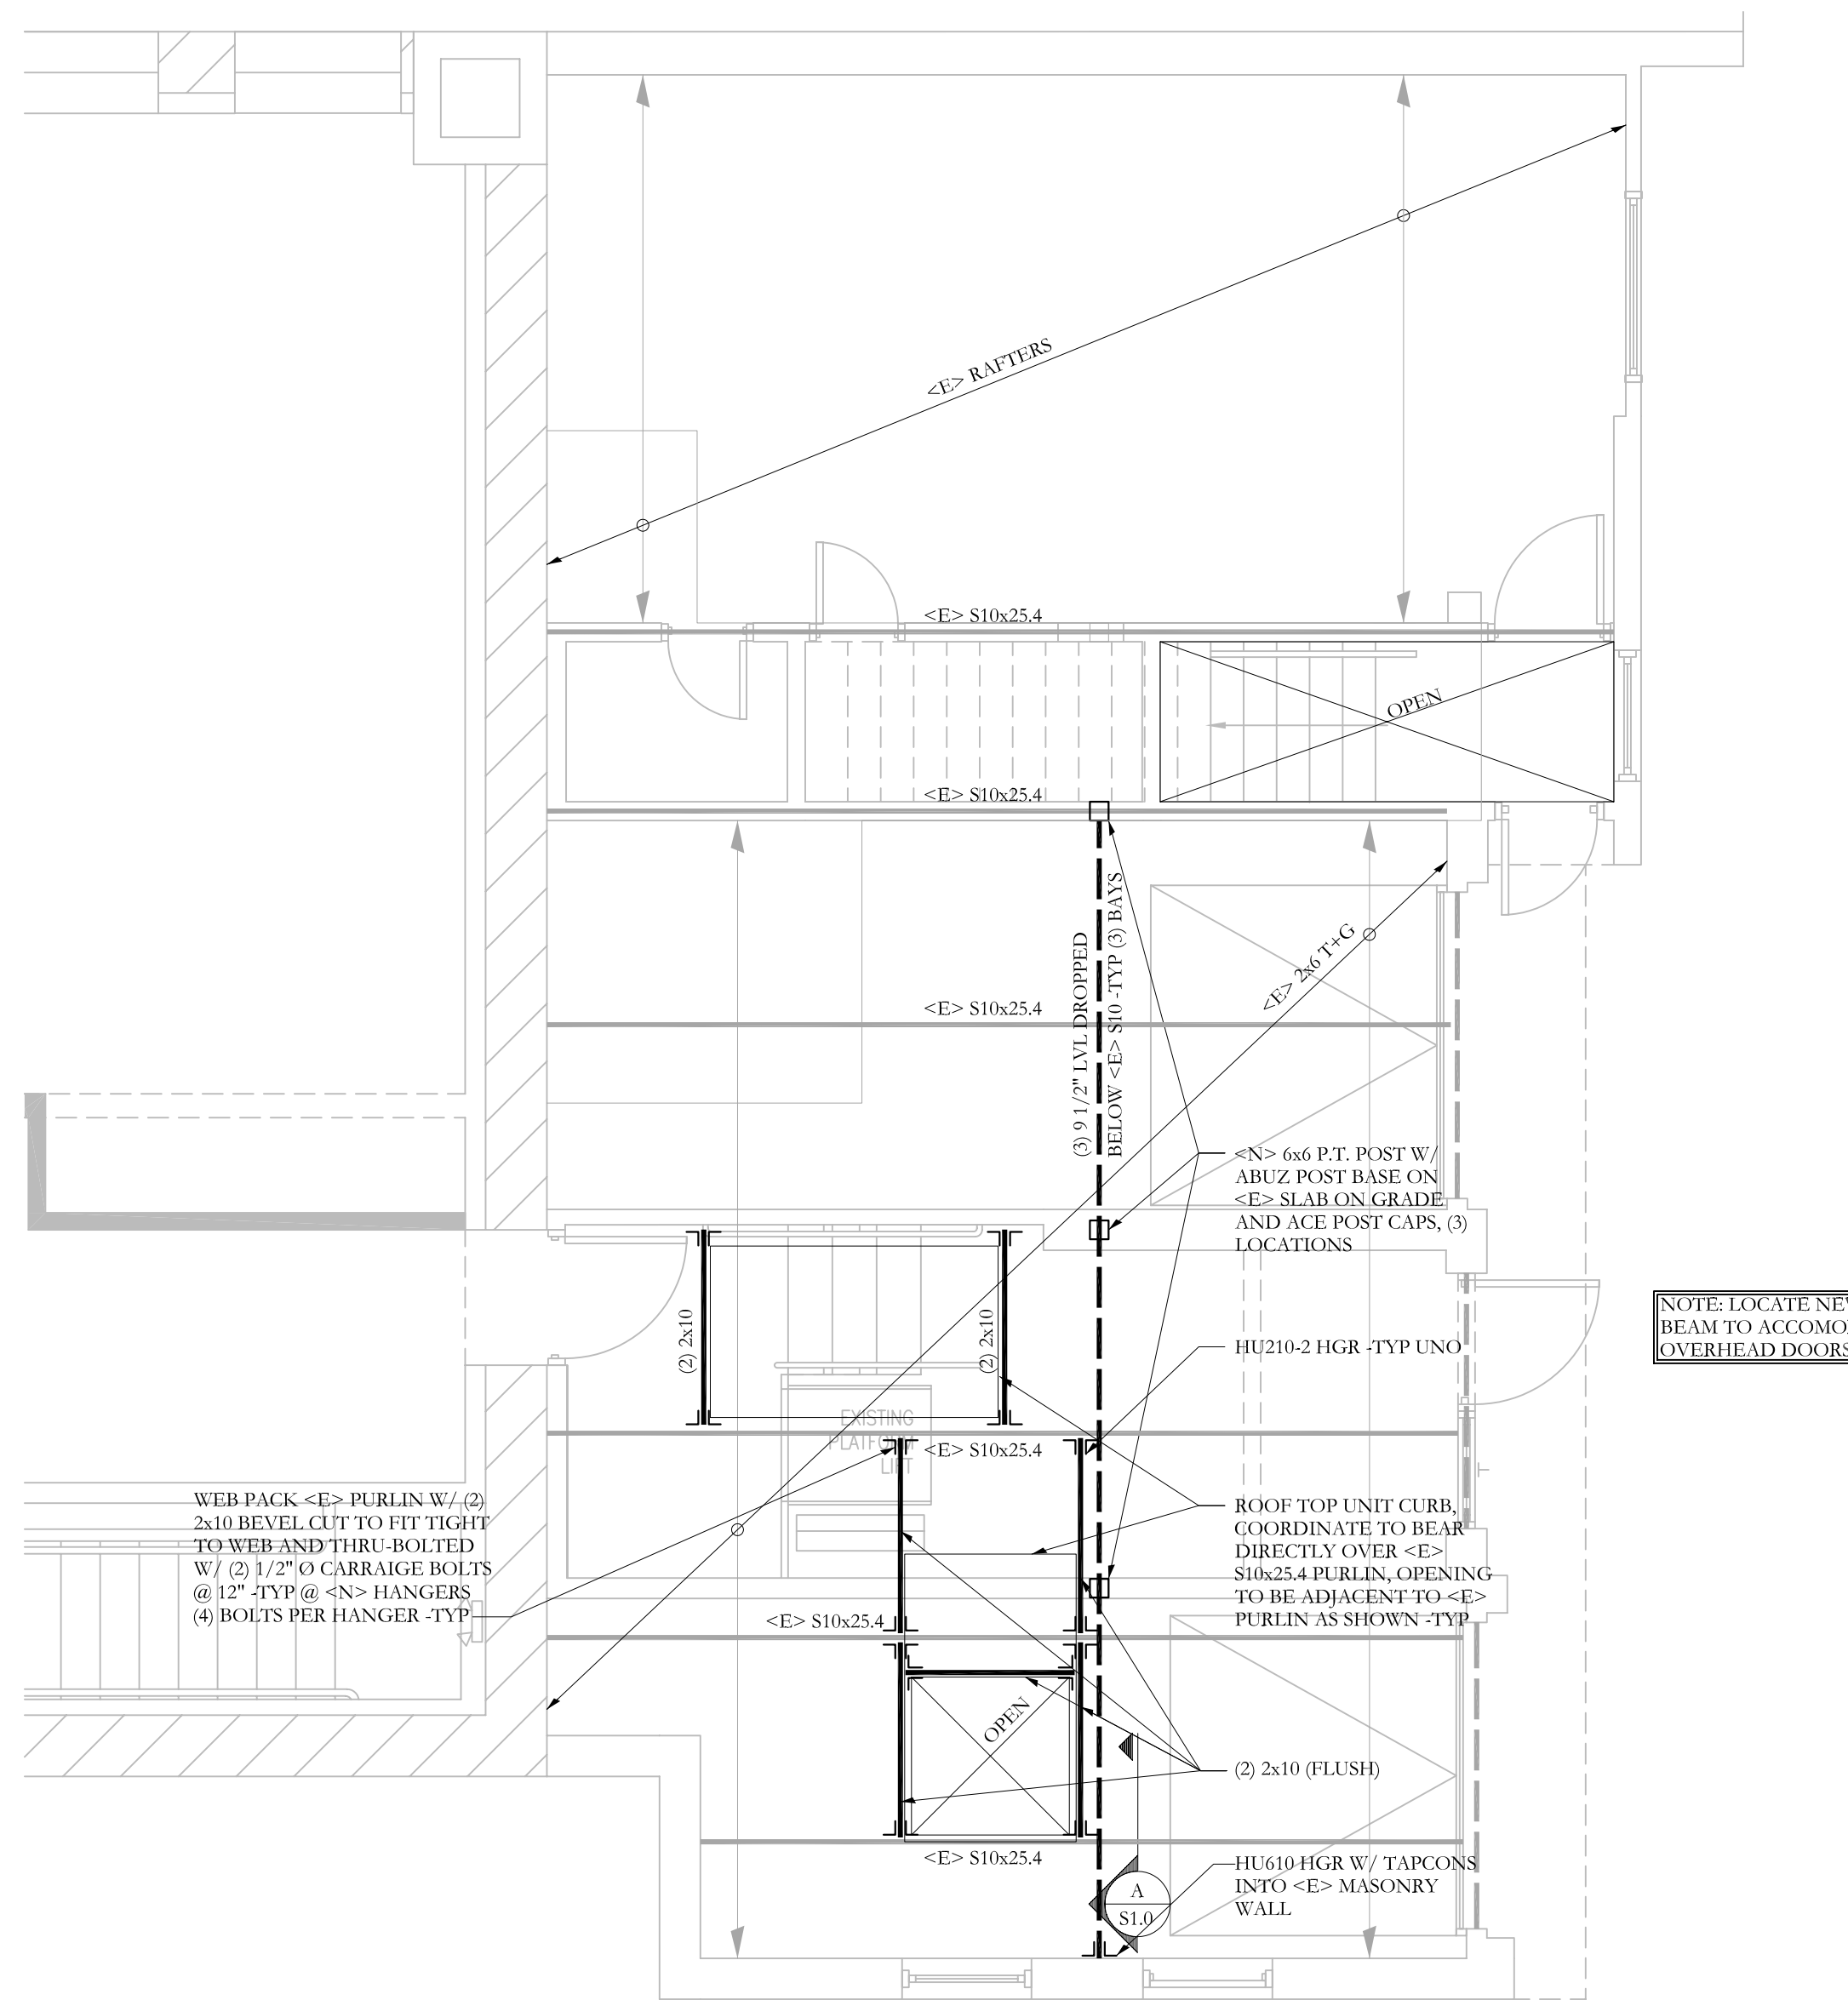 <E> RAFTERS
<E> S10x25.4
OPEN
<E> S10x25.4
(3) 9 1/2" LVL DROPPED
BELOW <E> S10 -TYP (3) BAYS
<E> 2x6 T+G
<E> S10x25.4
<N> 6x6 P.T. POST W/
ABUZ POST BASE ON
<E> SLAB ON GRADE
AND ACE POST CAPS, (3)
LOCATIONS
NOTE: LOCATE
BEAM TO
OVERHEAD DOORS
(2) 2x10
(2) 2x10
HU210-2 HGR -TYP UNO
EXISTING
PLATFORM
LIFT
<E> S10x25.4
WEB PACK <E> PURLIN W/ (2)
2x10 BEVEL CUT TO FIT TIGHT
TO WEB AND THRU-BOLTED
W/ (2) 1/2" Ø CARRAIGE BOLTS
@ 12" -TYP @ <N> HANGERS
(4) BOLTS PER HANGER -TYP
ROOF TOP UNIT CURB,
COORDINATE TO BEAR
DIRECTLY OVER <E>
S10x25.4 PURLIN, OPENING
TO BE ADJACENT TO <E>
PURLIN AS SHOWN -TYP
<E> S10x25.4
OPEN
(2) 2x10 (FLUSH)
<E> S10x25.4
HU610 HGR W/ TAPCONS
INTO <E> MASONRY
WALL
A
S1.0